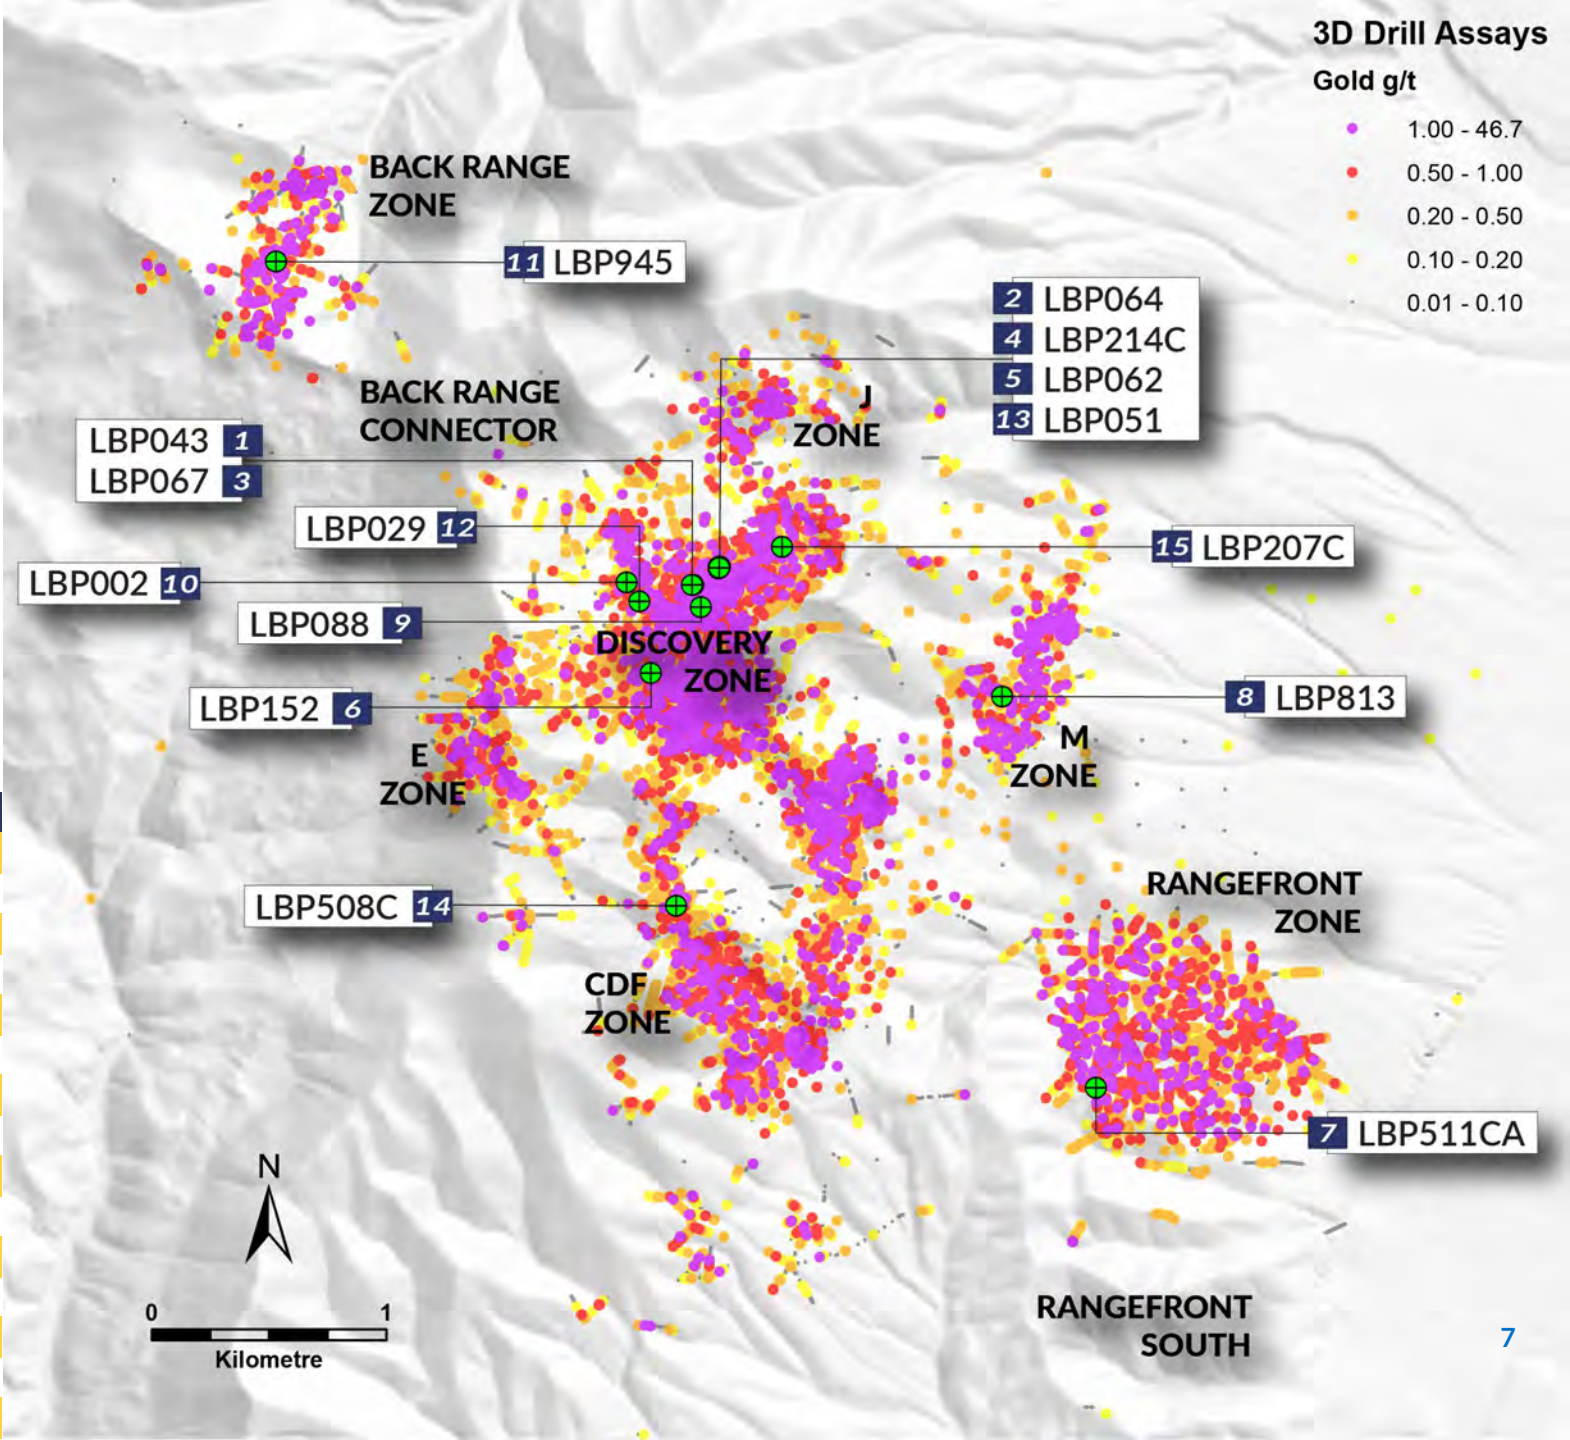 3D Drill Assays
Gold g/t
1.00 - 46.7
0.50 - 1.00
0.20 - 0.50
0.10 - 0.20
0.01 - 0.10
BACK RANGE
ZONE
11 LBP945
2 LBP064
4 LBP214C
5 LBP062
13 LBP051
BACK RANGE
CONNECTOR
J
ZONE
LBP043 1
LBP067 3
LBP029 12
15 LBP207C
LBP002 10
LBP088 9
DISCOVERY
ZONE
LBP152 6
8 LBP813
E
ZONE
M
ZONE
LBP508C 14
RANGEFRONT
ZONE
CDF
ZONE
7 LBP511CA
N
0 1
Kilometre
RANGEFRONT
SOUTH
7